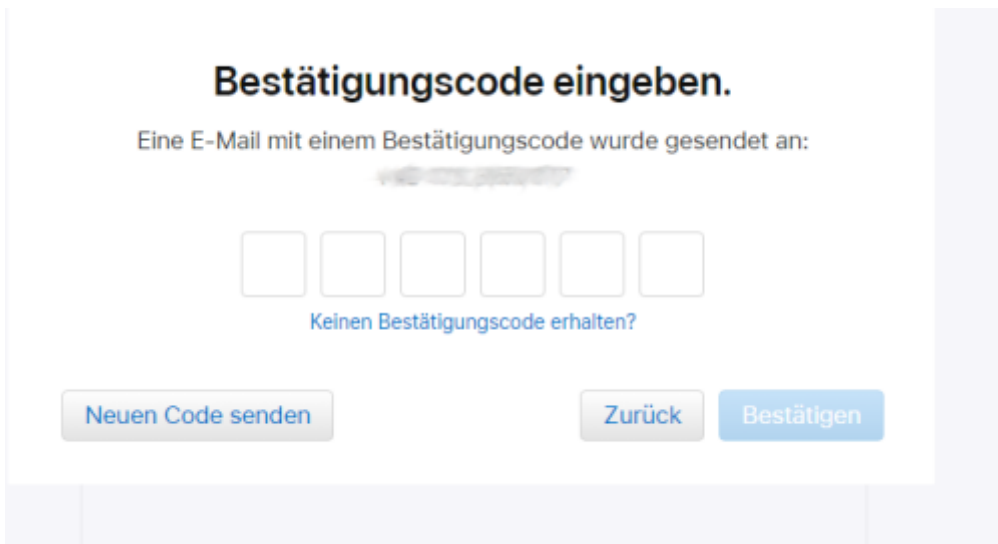 Bestätigungscode eingeben.
Eine E-Mail mit einem Bestätigungscode wurde gesendet an:
Keinen Bestätigungscode erhalten?
Neuen Code senden
Zurück
Bestätigen